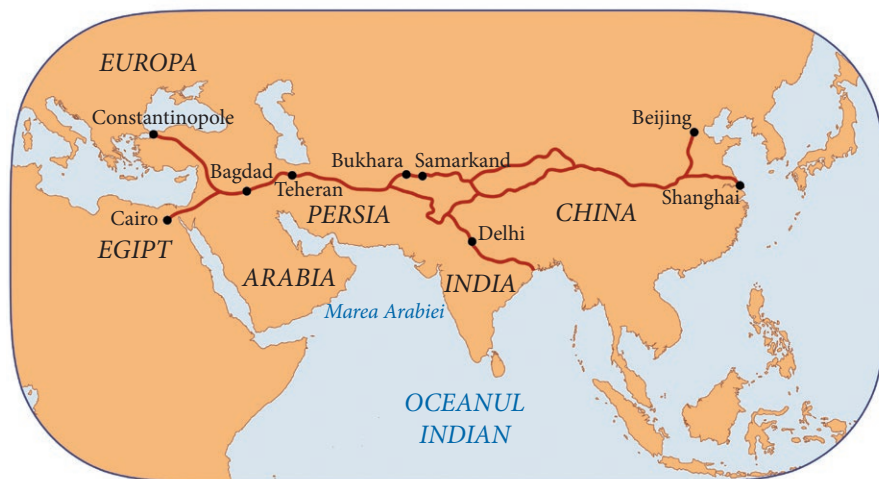 EUROPA
Constantinopole
Beijing
Bagdad
Bukhara
Samarkand
Teheran
Shanghai
Cairo
PERSIA
CHINA
Delhi
EGIPT
ARABIA
INDIA
Marea Arabiei
OCEANUL
INDIAN